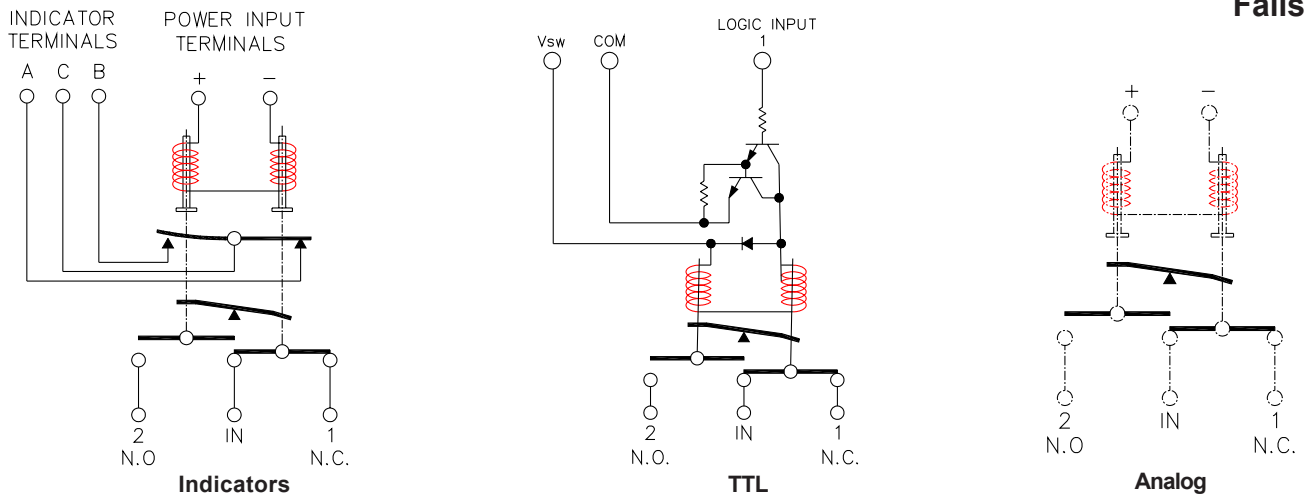 Falls
INDICATOR
TERMINALS
A C B
POWER INPUT
TERMINALS
+ −
2 IN 1
N.O N.C.
Indicators
LOGIC INPUT
1
Vsw COM
2 IN 1
N.O. N.C.
TTL
+ −
2 IN 1
N.O N.C.
Analog